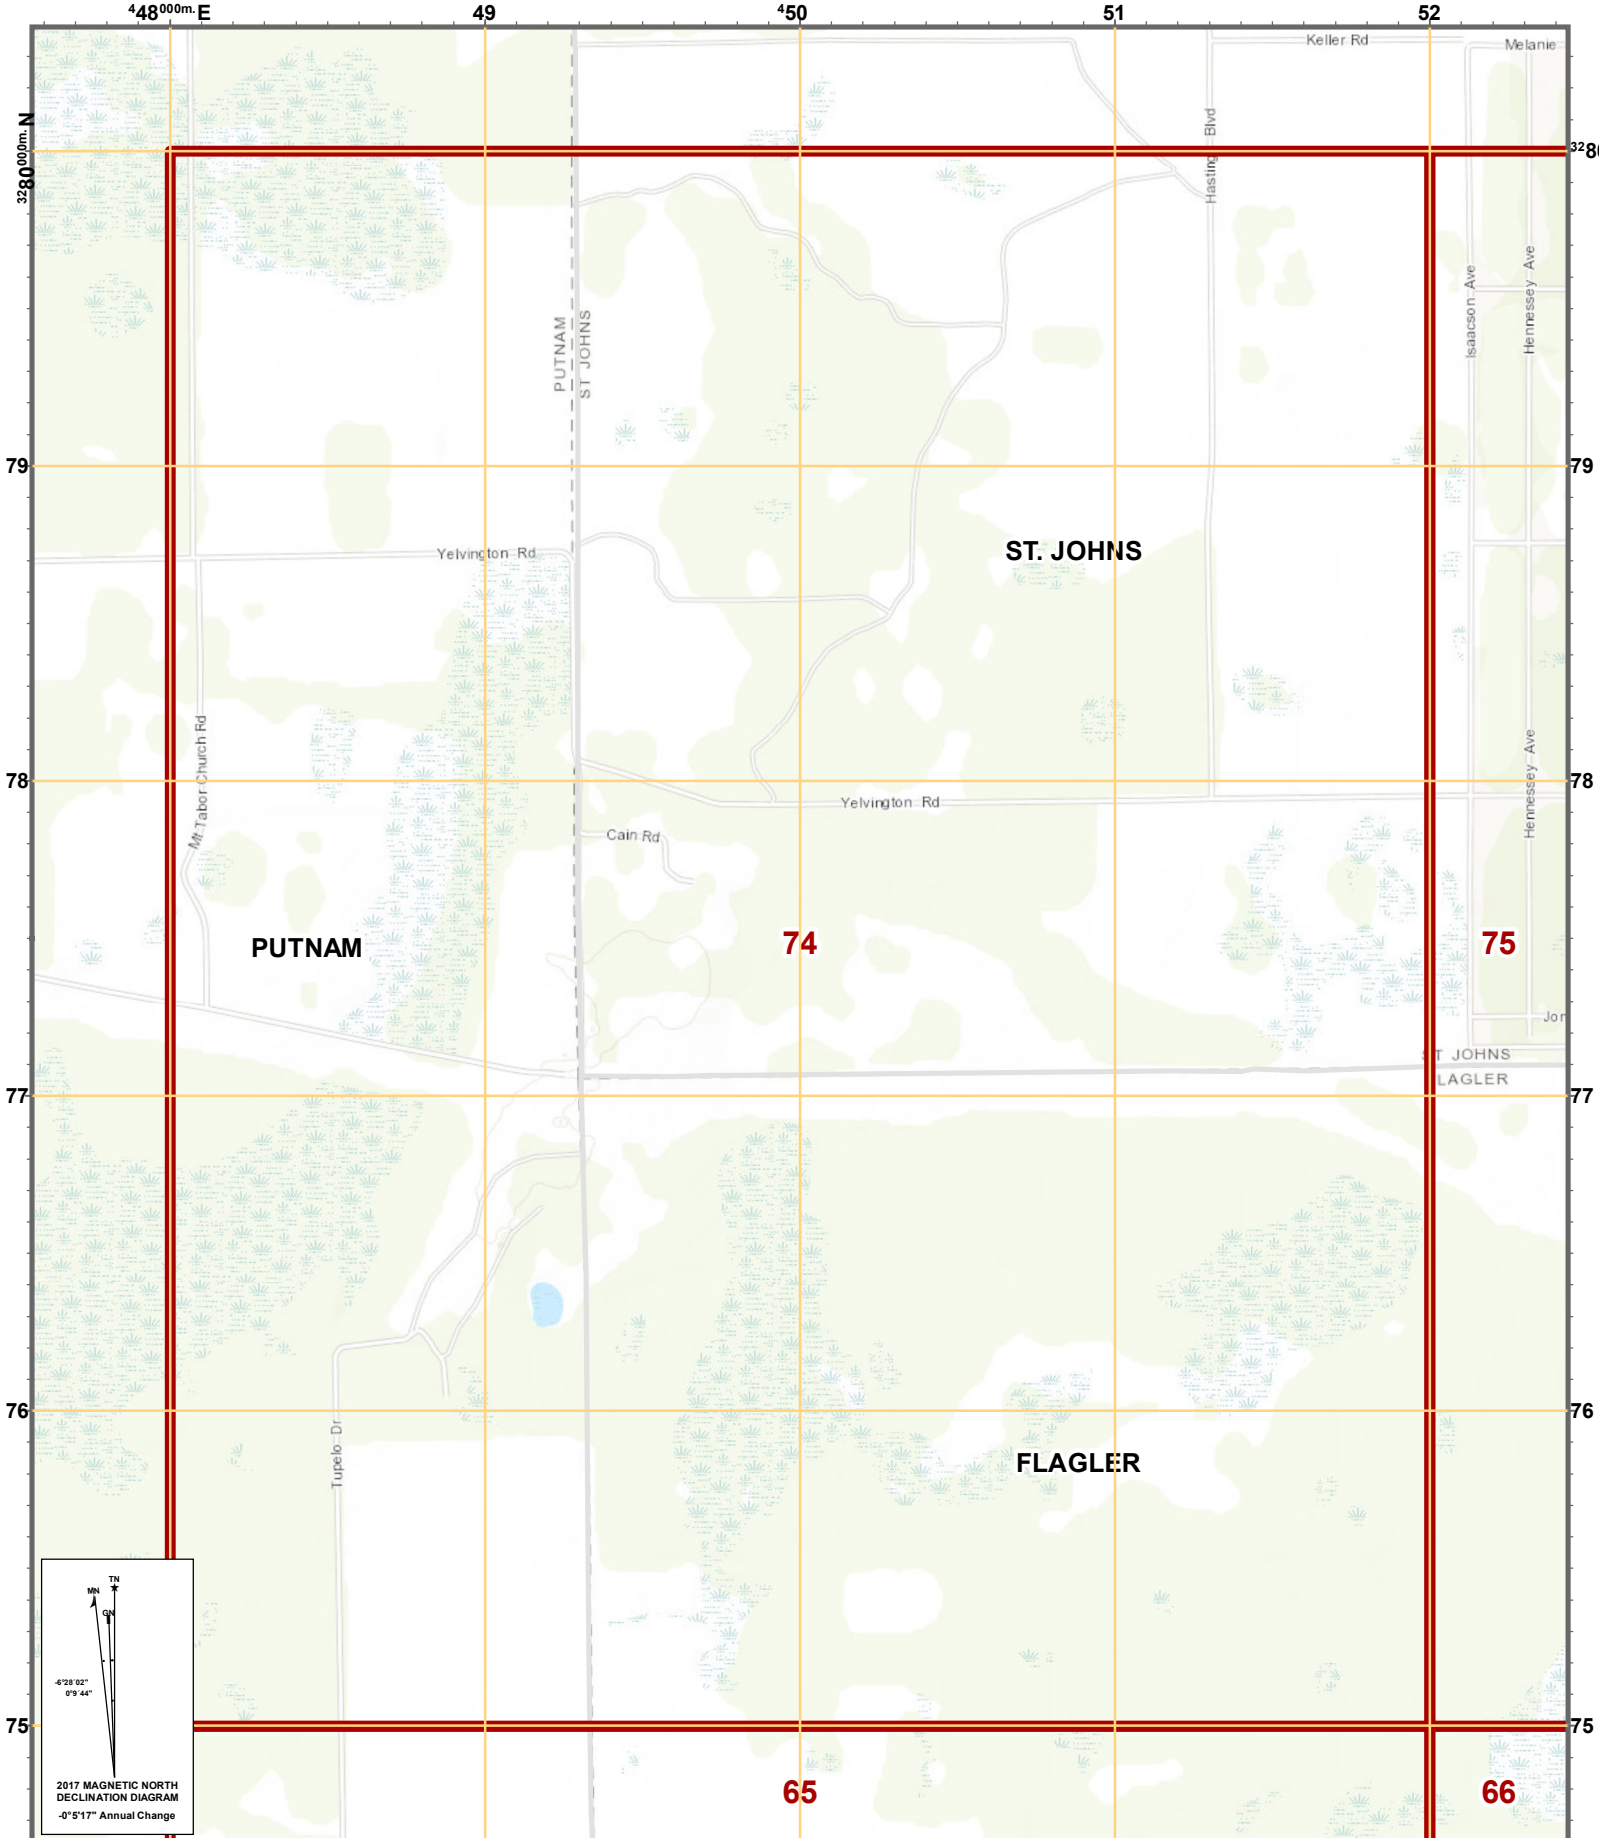 448000m. E
49
450
51
52
Keller Rd
Melanie
3280000m. N
Hasting Blvd
3280
Isaacson Ave
Hennessey Ave
PUTNAM
ST JOHNS
79
79
Yelvington Rd
ST. JOHNS
Mt Tabor Church Rd
78
78
Yelvington Rd
Hennessey Ave
Cain Rd
PUTNAM
74
75
Jon
ST JOHNS
LAGLER
77
77
76
76
Tupelo Dr
FLAGLER
TN
MN
GN
-6°28'02"
0°9'44"
75
75
2017 MAGNETIC NORTH
DECLINATION DIAGRAM
-0°5'17" Annual Change
65
66